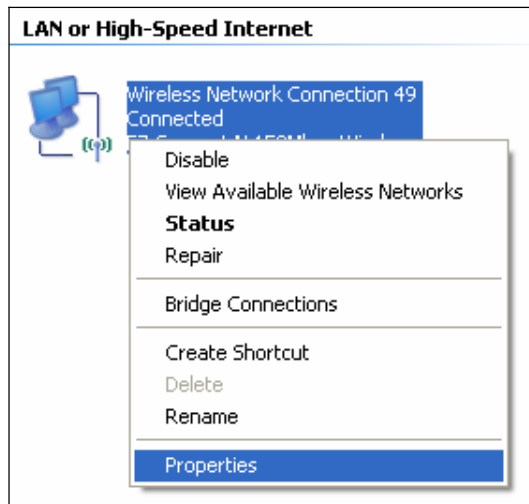 LAN or High-Speed Internet
Wireless Network Connection 49
Connected
Disable
View Available Wireless Networks
Status
Repair
Bridge Connections
Create Shortcut
Delete
Rename
Properties